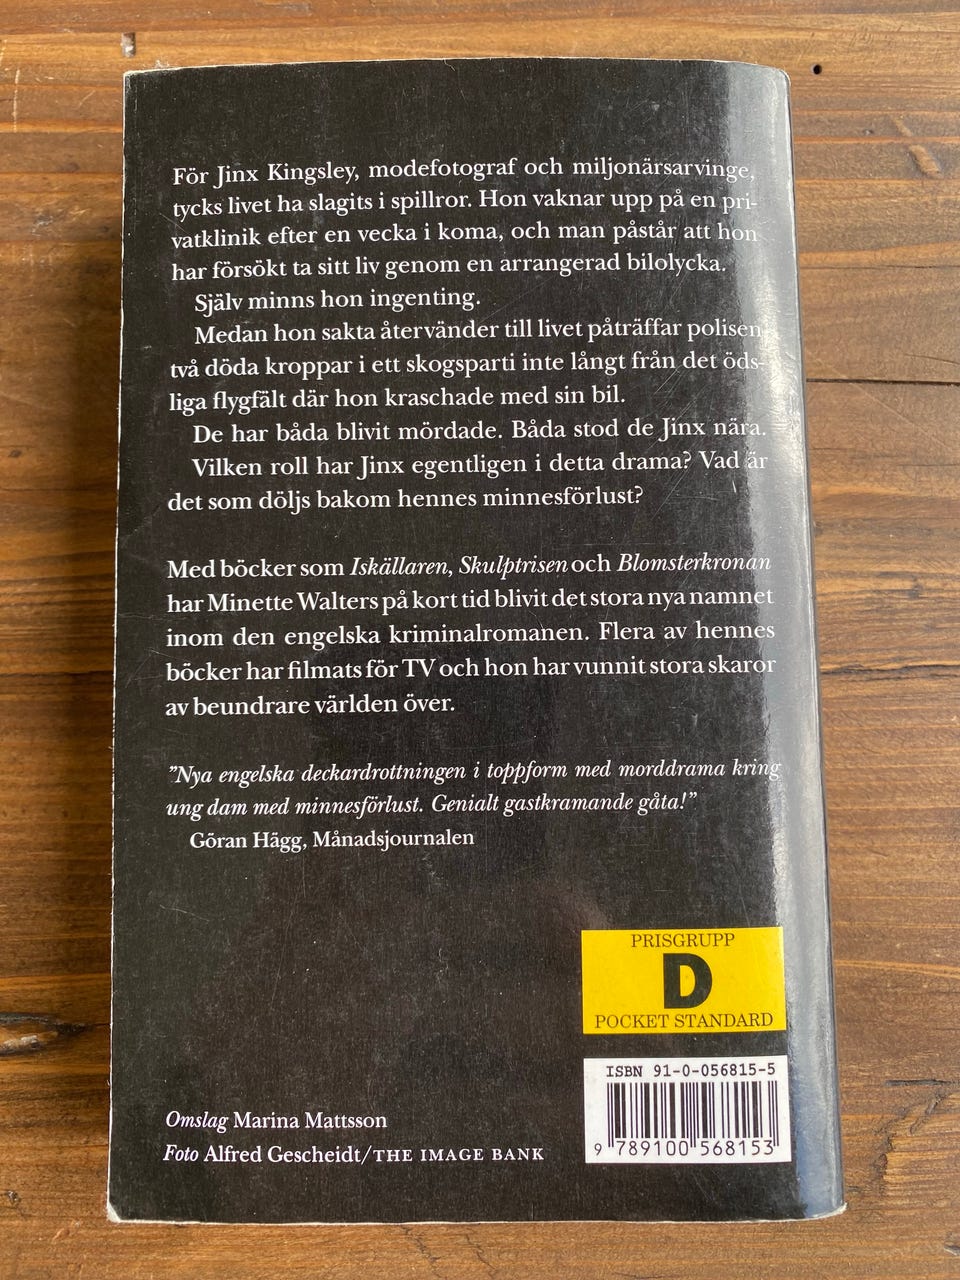 För Jinx Kingsley, modefotograf och miljonärsarvinge,
tycks livet ha slagits i spillror. Hon vaknar upp på en pri-
vatklinik efter en vecka i koma, och man påstår att hon
har försökt ta sitt liv genom en arrangerad bilolycka.
Själv minns hon ingenting.
Medan hon sakta återvänder till livet påträffar polisen
två döda kroppar i ett skogsparti inte långt från det öds-
liga flygfält där hon kraschade med sin bil.
De har båda blivit mördade. Båda stod de Jinx nära.
Vilken roll har Jinx egentligen i detta drama? Vad är
det som döljs bakom hennes minnesförlust?
Med böcker som Iskällaren, Skulptrisen och Blomsterkronan
har Minette Walters på kort tid blivit det stora nya namnet
inom den engelska kriminalromanen. Flera av hennes
böcker har filmats för TV och hon har vunnit stora skaror
av beundrare världen över.
”Nya engelska deckardrottningen i toppform med morddrama kring
ung dam med minnesförlust. Genialt gastkramande gåta!”
Göran Hägg, Månadsjournalen
PRISGRUPP
D
POCKET STANDARD
ISBN 91-0-056815-5
9 789100 568153
Omslag Marina Mattsson
Foto Alfred Gescheidt/THE IMAGE BANK